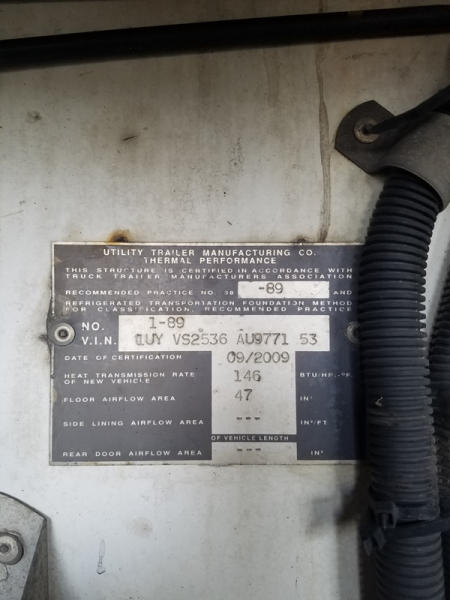 UTILITY TRAILER MANUFACTURING CO.
THERMAL PERFORMANCE
THIS STRUCTURE IS CERTIFIED IN ACCORDANCE WITH
TRUCK TRAILER MANUFACTURERS ASSOCIATION
RECOMMENDED PRACTICE NO. 38 -89 AND
REFRIGERATED TRANSPORTATION FOUNDATION METHOD
FOR CLASSIFICATION, RECOMMENDED PRACTICE
NO. 1-89
V.I.N. 1UY VS2536 AU9771 53
DATE OF CERTIFICATION 09/2009
HEAT TRANSMISSION RATE
OF NEW VEHICLE 146 BTU/HR.-°F.
FLOOR AIRFLOW AREA 47 IN²
SIDE LINING AIRFLOW AREA --- IN²/FT
OF VEHICLE LENGTH
REAR DOOR AIRFLOW AREA --- IN²